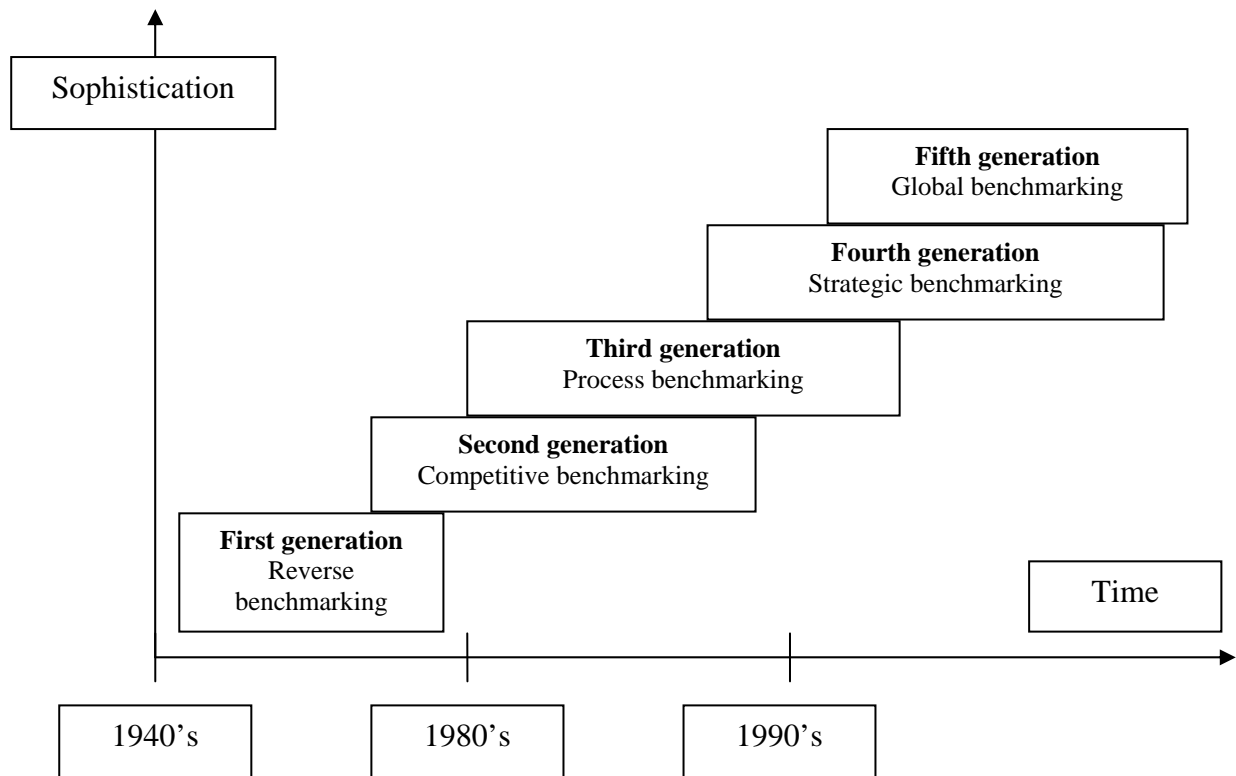 Sophistication
Fifth generation
Global benchmarking
Fourth generation
Strategic benchmarking
Third generation
Process benchmarking
Second generation
Competitive benchmarking
First generation
Reverse
benchmarking
Time
1940’s
1980’s
1990’s